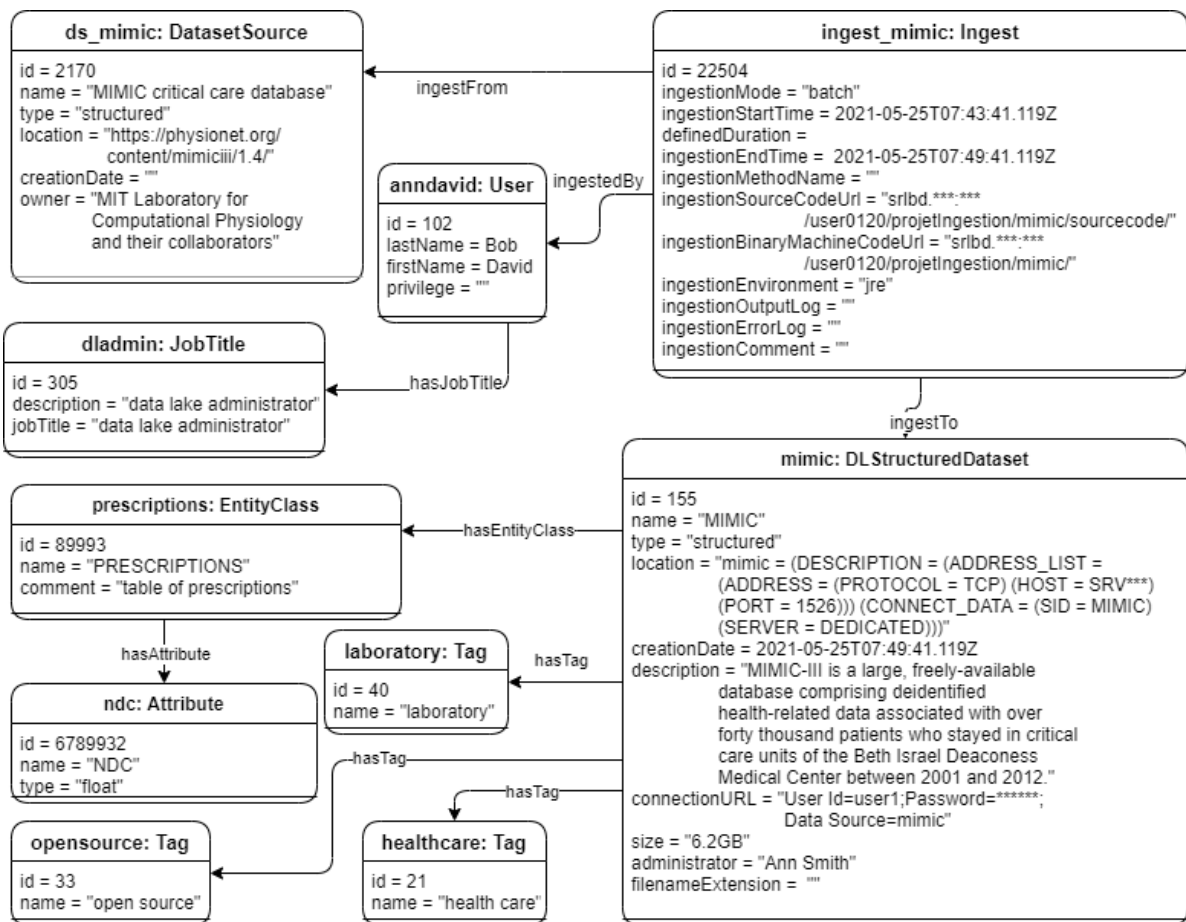 ds_mimic: DatasetSource
id = 2170
name = "MIMIC critical care database"
type = "structured"
location = "https://physionet.org/
content/mimiciii/1.4/"
creationDate = ""
owner = "MIT Laboratory for
Computational Physiology
and their collaborators"
ingestFrom
ingest_mimic: Ingest
id = 22504
ingestionMode = "batch"
ingestionStartTime = 2021-05-25T07:43:41.119Z
definedDuration =
ingestionEndTime =  2021-05-25T07:49:41.119Z
ingestionMethodName = ""
ingestionSourceCodeUrl = "srlbd.***:***
/user0120/projetIngestion/mimic/sourcecode/"
ingestionBinaryMachineCodeUrl = "srlbd.***:***
/user0120/projetIngestion/mimic/"
ingestionEnvironment = "jre"
ingestionOutputLog = ""
ingestionErrorLog = ""
ingestionComment = ""
ingestedBy
anndavid: User
id = 102
lastName = Bob
firstName = David
privilege = ""
hasJobTitle
dladmin: JobTitle
id = 305
description = "data lake administrator"
jobTitle = "data lake administrator"
ingestTo
mimic: DLStructuredDataset
id = 155
name = "MIMIC"
type = "structured"
location = "mimic = (DESCRIPTION = (ADDRESS_LIST =
(ADDRESS = (PROTOCOL = TCP) (HOST = SRV***)
(PORT = 1526))) (CONNECT_DATA = (SID = MIMIC)
(SERVER = DEDICATED)))"
creationDate = 2021-05-25T07:49:41.119Z
description = "MIMIC-III is a large, freely-available
database comprising deidentified
health-related data associated with over
forty thousand patients who stayed in critical
care units of the Beth Israel Deaconess
Medical Center between 2001 and 2012."
connectionURL = "User Id=user1;Password=******;
Data Source=mimic"
size = "6.2GB"
administrator = "Ann Smith"
filenameExtension =  ""
hasEntityClass
prescriptions: EntityClass
id = 89993
name = "PRESCRIPTIONS"
comment = "table of prescriptions"
hasAttribute
ndc: Attribute
id = 6789932
name = "NDC"
type = "float"
hasTag
laboratory: Tag
id = 40
name = "laboratory"
hasTag
opensource: Tag
id = 33
name = "open source"
hasTag
healthcare: Tag
id = 21
name = "health care"